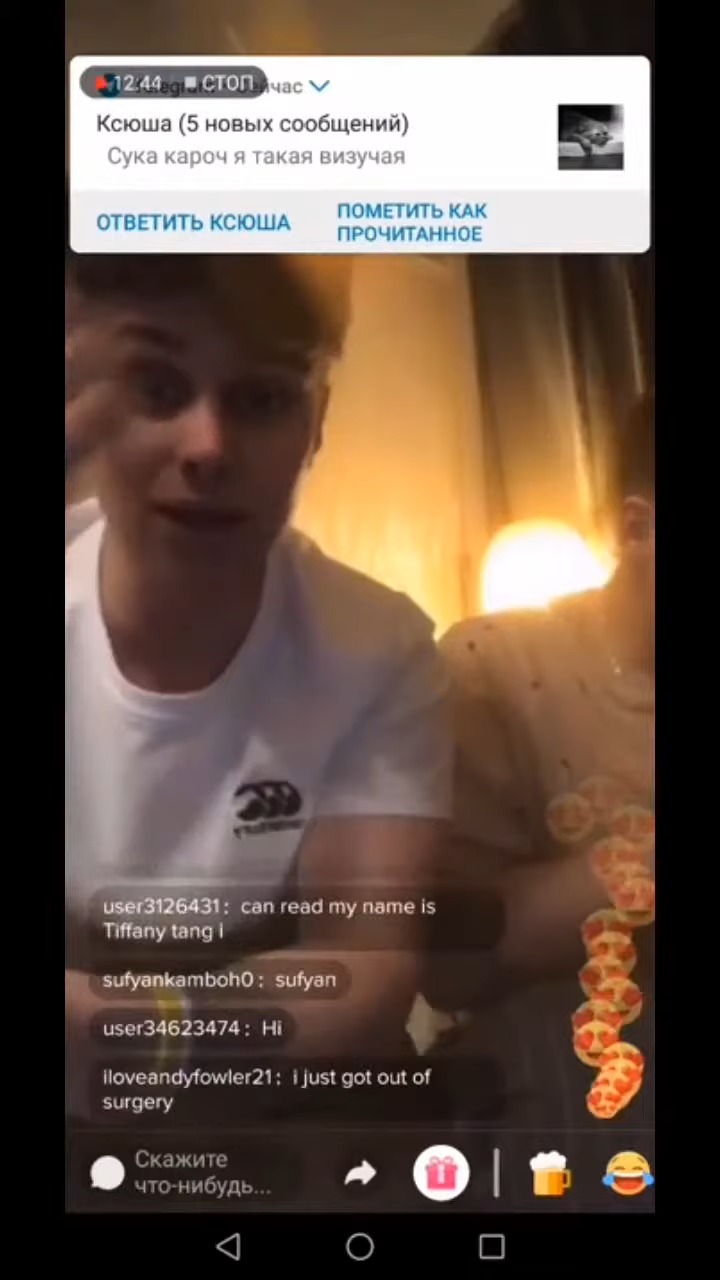 12:44 СТОП
Ксюша (5 новых сообщений)
Сука кароч я такая визучая
ОТВЕТИТЬ КСЮША
ПОМЕТИТЬ КАК
ПРОЧИТАННОЕ
user3126431: can read my name is
Tiffany tang i
sufyankamboh0: sufyan
user34623474: Hi
iloveandyfowler21: i just got out of
surgery
Скажите
что-нибудь...